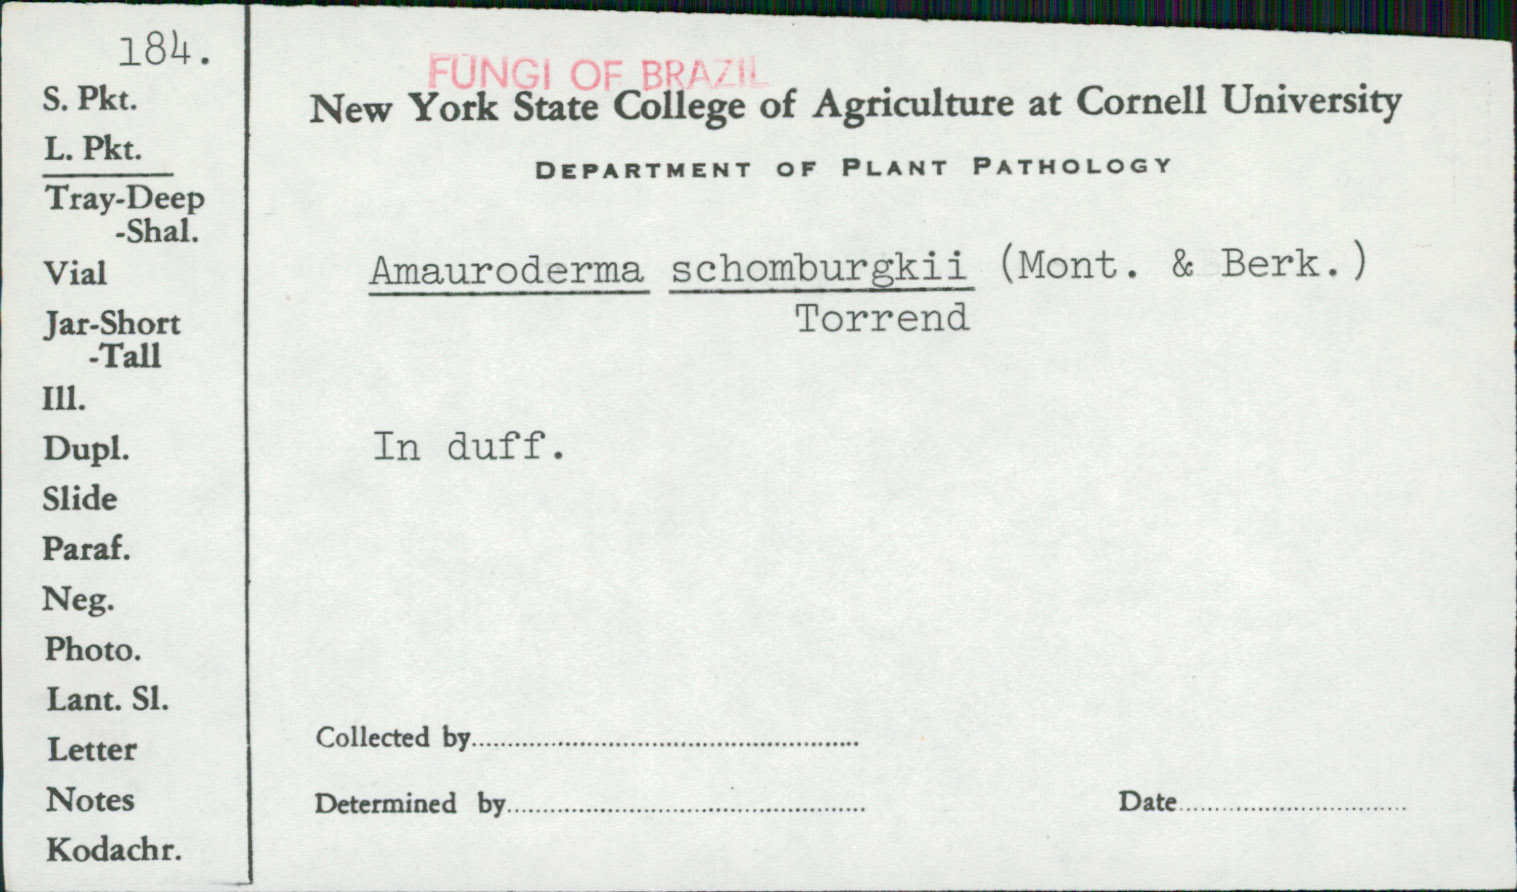 184.
S. Pkt.
L. Pkt.
Tray-Deep
-Shal.
Vial
Jar-Short
-Tall
Ill.
Dupl.
Slide
Paraf.
Neg.
Photo.
Lant. Sl.
Letter
Notes
Kodachr.
FUNGI OF BRAZIL
New York State College of Agriculture at Cornell University
DEPARTMENT OF PLANT PATHOLOGY
Amauroderma schomburgkii (Mont. & Berk.)
Torrend
In duff.
Collected by
Determined by
Date